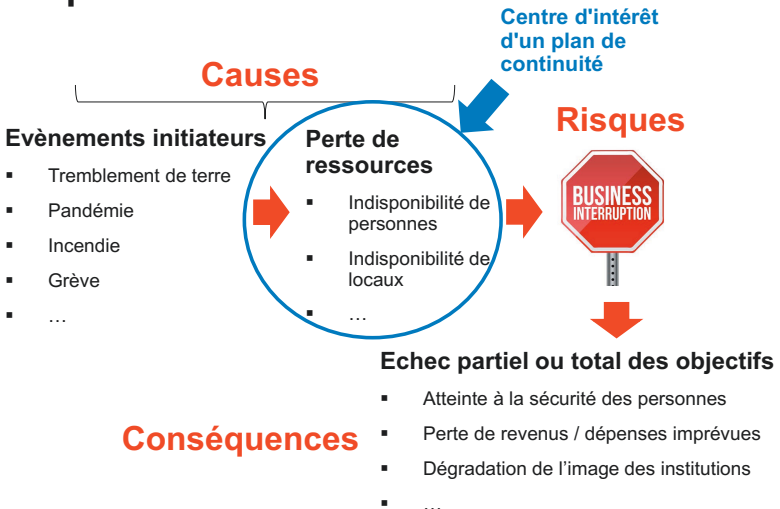 Centre d'intérêt
d'un plan de
continuité
Causes
Evènements initiateurs
▪ Tremblement de terre
▪ Pandémie
▪ Incendie
▪ Grève
▪ …
Perte de
ressources
▪ Indisponibilité de
personnes
▪ Indisponibilité de
locaux
▪ …
Risques
BUSINESS
INTERRUPTION
Echec partiel ou total des objectifs
Conséquences
▪ Atteinte à la sécurité des personnes
▪ Perte de revenus / dépenses imprévues
▪ Dégradation de l’image des institutions
▪ …